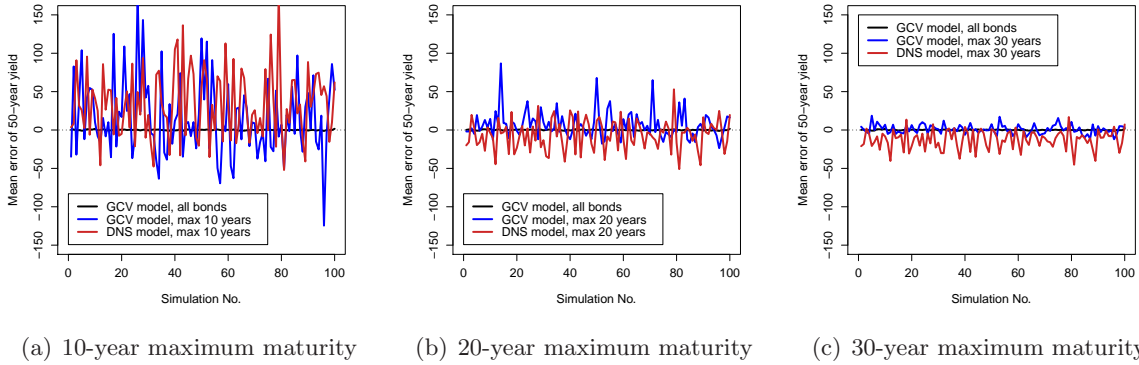 Mean error of 50−year yield
150
100
50
0
−50
−100
−150
GCV model, all bonds
GCV model, max 10 years
DNS model, max 10 years
0 20 40 60 80 100
Simulation No.
(a) 10-year maximum maturity
Mean error of 50−year yield
150
100
50
0
−50
−100
−150
GCV model, all bonds
GCV model, max 20 years
DNS model, max 20 years
0 20 40 60 80 100
Simulation No.
(b) 20-year maximum maturity
Mean error of 50−year yield
150
100
50
0
−50
−100
−150
GCV model, all bonds
GCV model, max 30 years
DNS model, max 30 years
0 20 40 60 80 100
Simulation No.
(c) 30-year maximum maturity